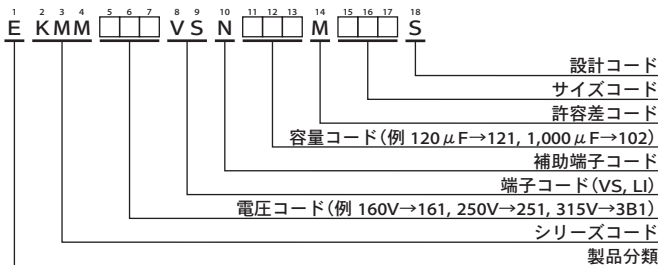 1 2 3 4 5 6 7 8 9 10 11 12 13 14 15 16 17 18
E KMM □□□ VS N □□□ M □□□ S
設計コード
サイズコード
許容差コード
容量コード(例 120μF→121, 1,000μF→102)
補助端子コード
端子コード(VS, LI)
電圧コード(例 160V→161, 250V→251, 315V→3B1)
シリーズコード
製品分類